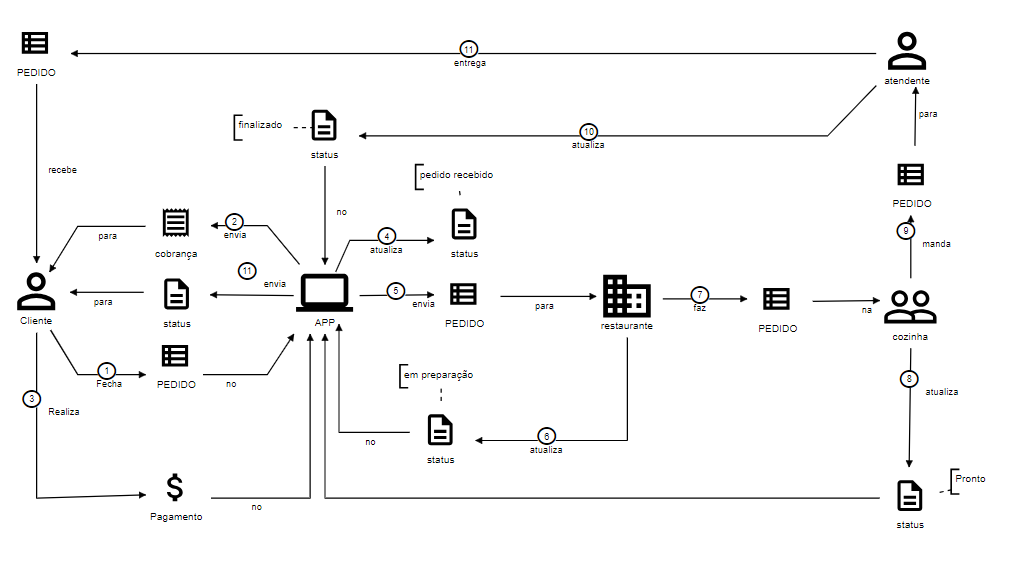 11
entrega
PEDIDO
atendente
finalizado
10
atualiza
para
status
recebe
pedido recebido
no
PEDIDO
2
envia
4
atualiza
9
manda
para
cobrança
status
11
envia
5
envia
7
faz
para
para
na
Cliente
status
APP
PEDIDO
restaurante
PEDIDO
cozinha
1
Fecha
PEDIDO
no
em preparação
8
atualiza
3
Realiza
no
6
atualiza
status
Pronto
$
Pagamento
no
status